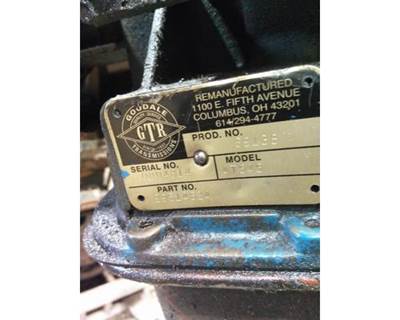 GOUDALE
GTR
TRANSMISSIONS
REMANUFACTURED
1100 E. FIFTH AVENUE
COLUMBUS, OH 43201
614/294-4777
PROD. NO.
SERIAL NO.
MODEL
PART NO.